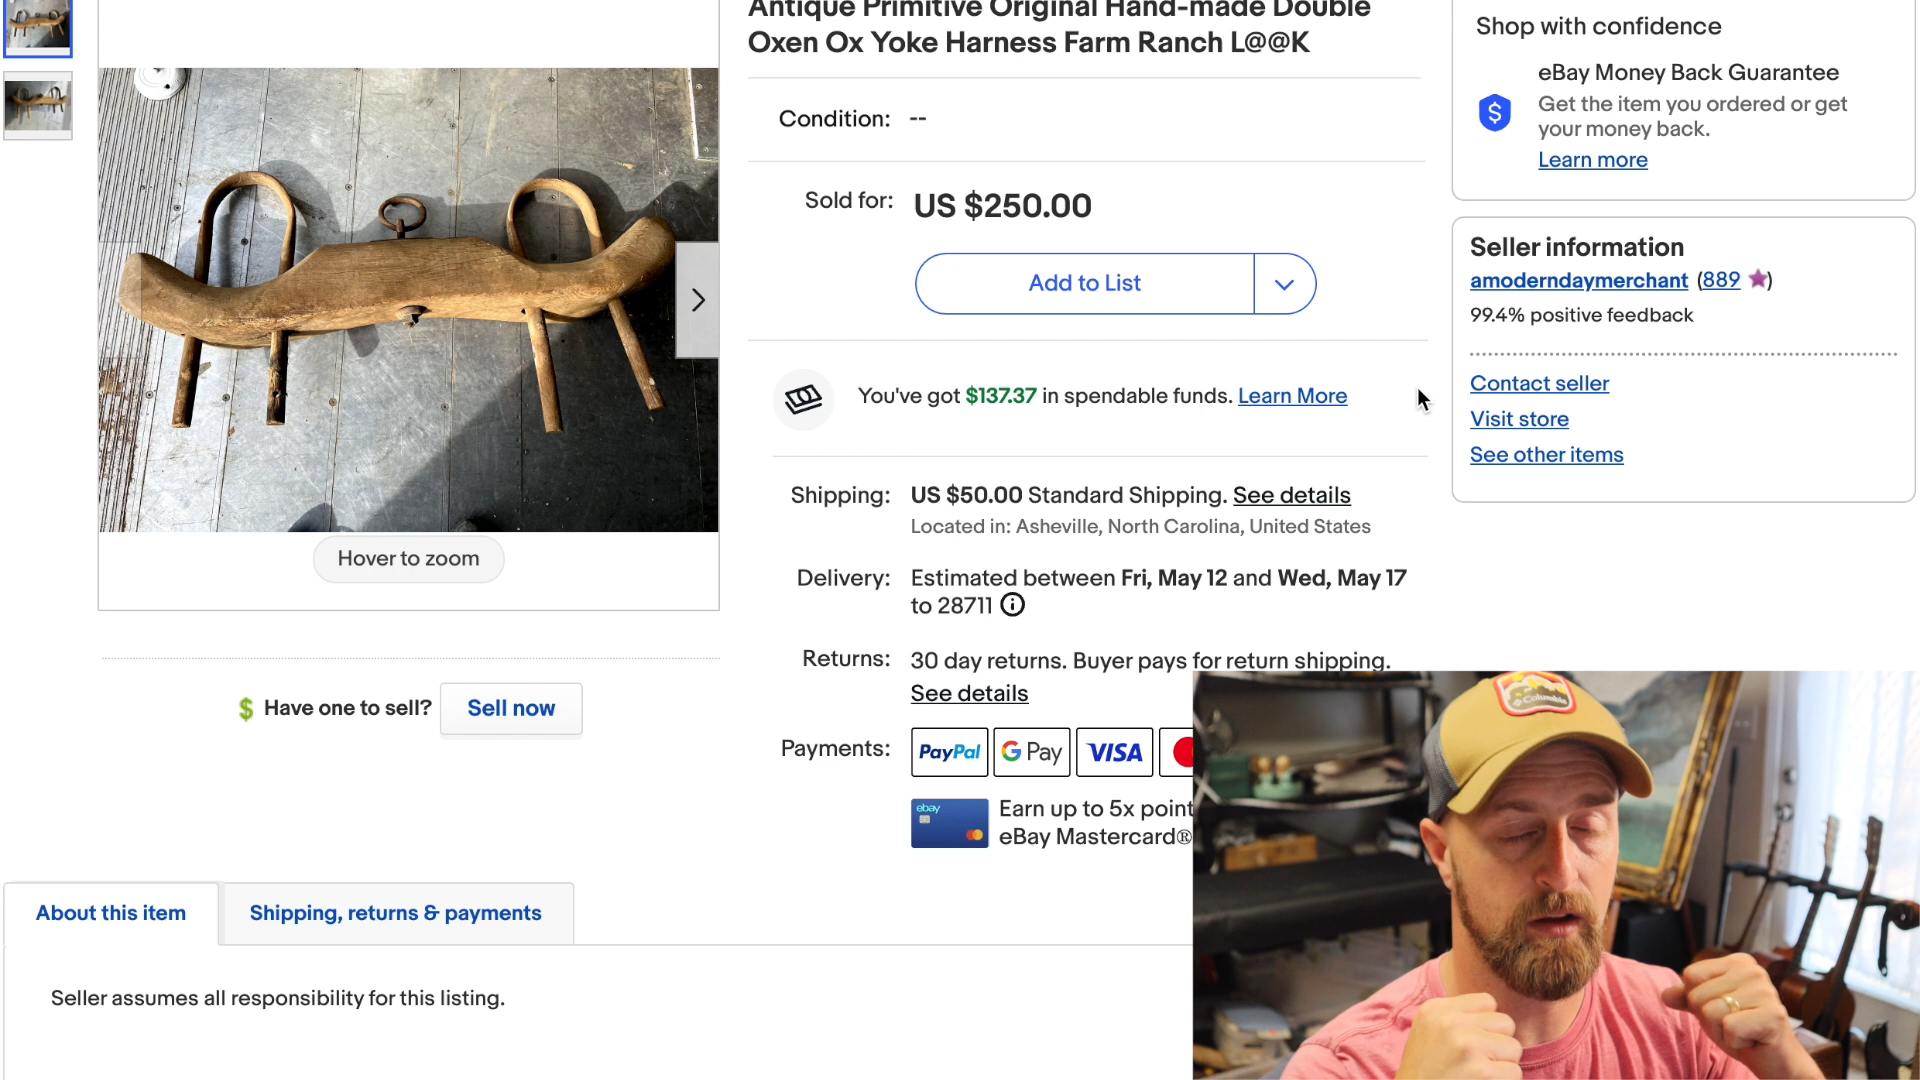 Antique Primitive Original Hand-made Double
Oxen Ox Yoke Harness Farm Ranch L@@K
Condition: --
Sold for: US $250.00
Add to List
You've got $137.37 in spendable funds. Learn More
Shipping: US $50.00 Standard Shipping. See details
Located in: Asheville, North Carolina, United States
Delivery: Estimated between Fri, May 12 and Wed, May 17
to 28711
Returns: 30 day returns. Buyer pays for return shipping.
See details
Payments: PayPal G Pay VISA
ebay
Earn up to 5x point
eBay Mastercard®
Shop with confidence
eBay Money Back Guarantee
Get the item you ordered or get
your money back.
Learn more
Seller information
amoderndaymerchant (889)
99.4% positive feedback
Contact seller
Visit store
See other items
Hover to zoom
Have one to sell? Sell now
About this item
Shipping, returns & payments
Seller assumes all responsibility for this listing.
Columbia